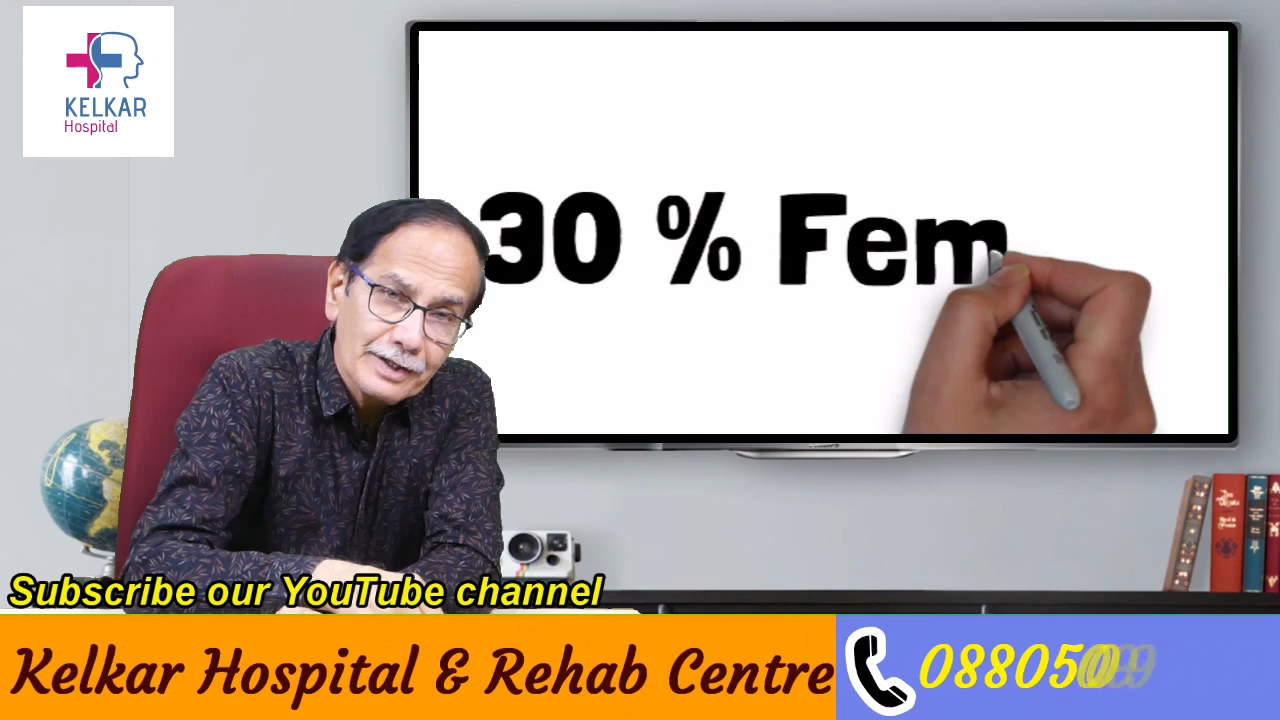 KELKAR
Hospital
30 % Fem
Subscribe our YouTube channel
Kelkar Hospital & Rehab Centre
08805